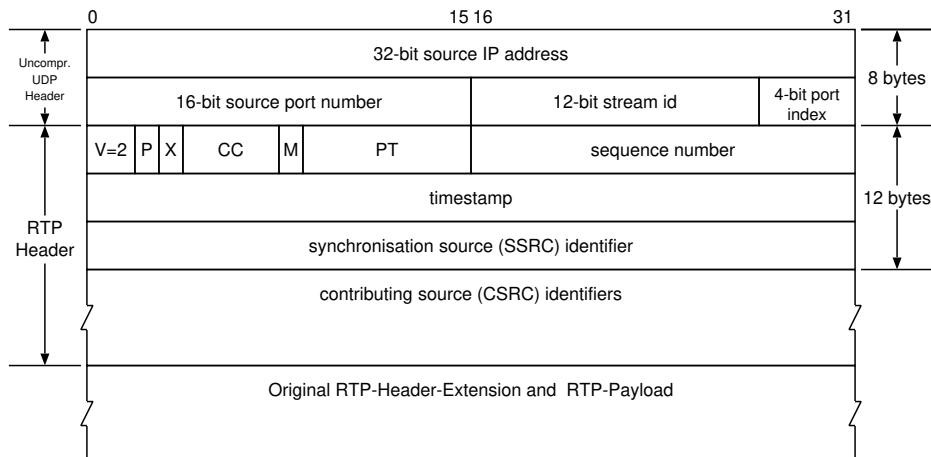 0 15 16 31
Uncompr.
UDP
Header
32-bit source IP address
8 bytes
16-bit source port number
12-bit stream id
4-bit port
index
V=2
P
X
CC
M
PT
sequence number
timestamp
12 bytes
RTP
Header
synchronisation source (SSRC) identifier
contributing source (CSRC) identifiers
Original RTP-Header-Extension and RTP-Payload